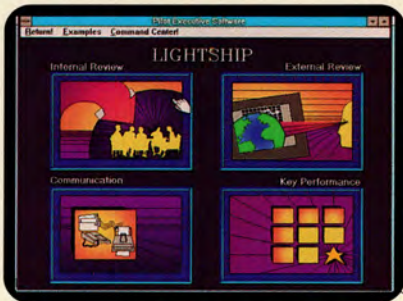 Pilot Executive Software
Return! Examples Command Center!
LIGHTSHIP
Internal Review External Review
Communication Key Performance